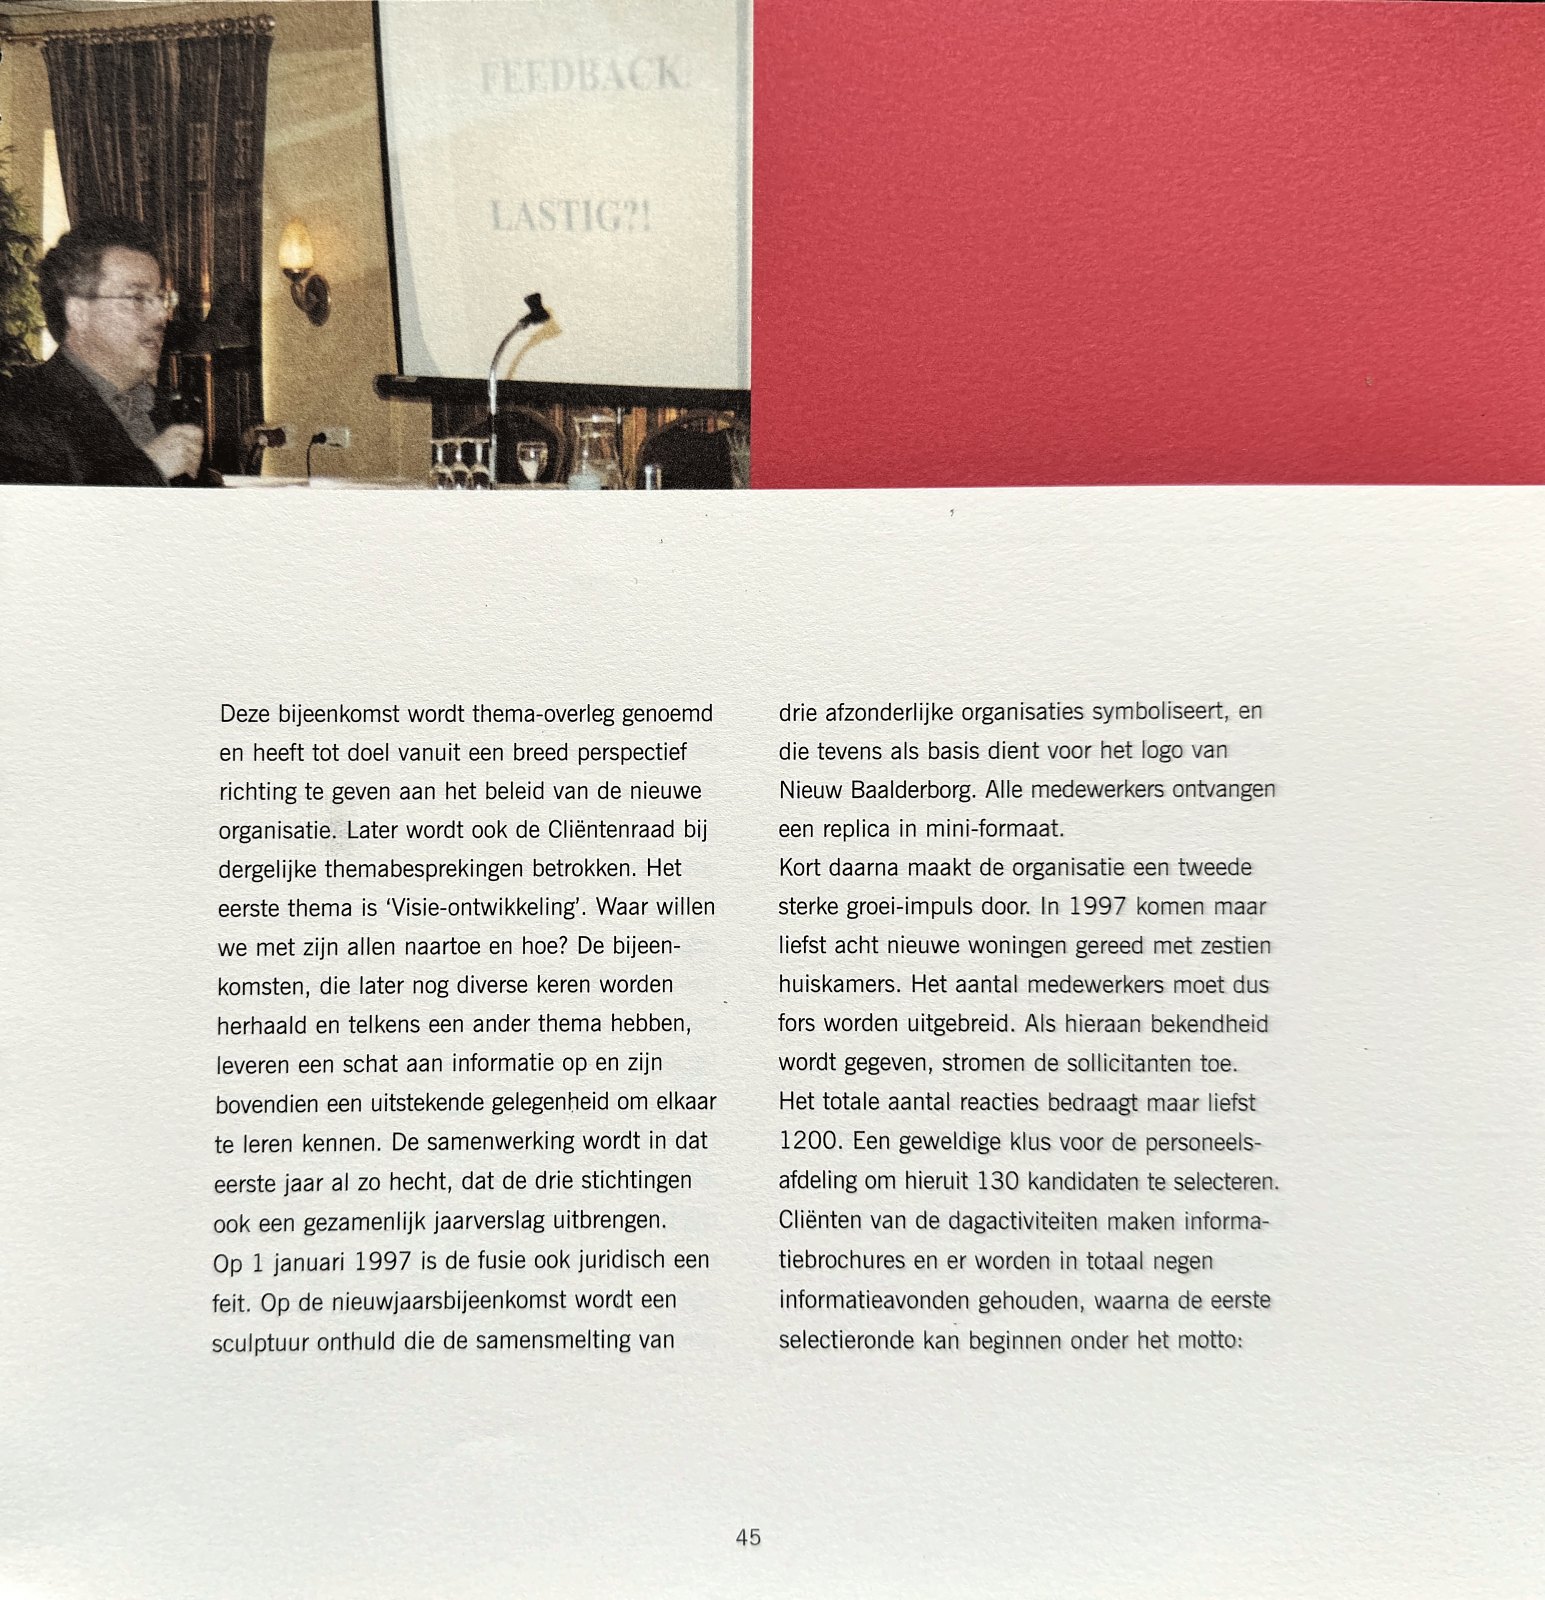 FEEDBACK:
LASTIG?!
Deze bijeenkomst wordt thema-overleg genoemd
en heeft tot doel vanuit een breed perspectief
richting te geven aan het beleid van de nieuwe
organisatie. Later wordt ook de Cliëntenraad bij
dergelijke themabesprekingen betrokken. Het
eerste thema is ‘Visie-ontwikkeling’. Waar willen
we met zijn allen naartoe en hoe? De bijeen-
komsten, die later nog diverse keren worden
herhaald en telkens een ander thema hebben,
leveren een schat aan informatie op en zijn
bovendien een uitstekende gelegenheid om elkaar
te leren kennen. De samenwerking wordt in dat
eerste jaar al zo hecht, dat de drie stichtingen
ook een gezamenlijk jaarverslag uitbrengen.
Op 1 januari 1997 is de fusie ook juridisch een
feit. Op de nieuwjaarsbijeenkomst wordt een
sculptuur onthuld die de samensmelting van
drie afzonderlijke organisaties symboliseert, en
die tevens als basis dient voor het logo van
Nieuw Baalderborg. Alle medewerkers ontvangen
een replica in mini-formaat.
Kort daarna maakt de organisatie een tweede
sterke groei-impuls door. In 1997 komen maar
liefst acht nieuwe woningen gereed met zestien
huiskamers. Het aantal medewerkers moet dus
fors worden uitgebreid. Als hieraan bekendheid
wordt gegeven, stromen de sollicitanten toe.
Het totale aantal reacties bedraagt maar liefst
1200. Een geweldige klus voor de personeels-
afdeling om hieruit 130 kandidaten te selecteren.
Cliënten van de dagactiviteiten maken informa-
tiebrochures en er worden in totaal negen
informatieavonden gehouden, waarna de eerste
selectieronde kan beginnen onder het motto:
45